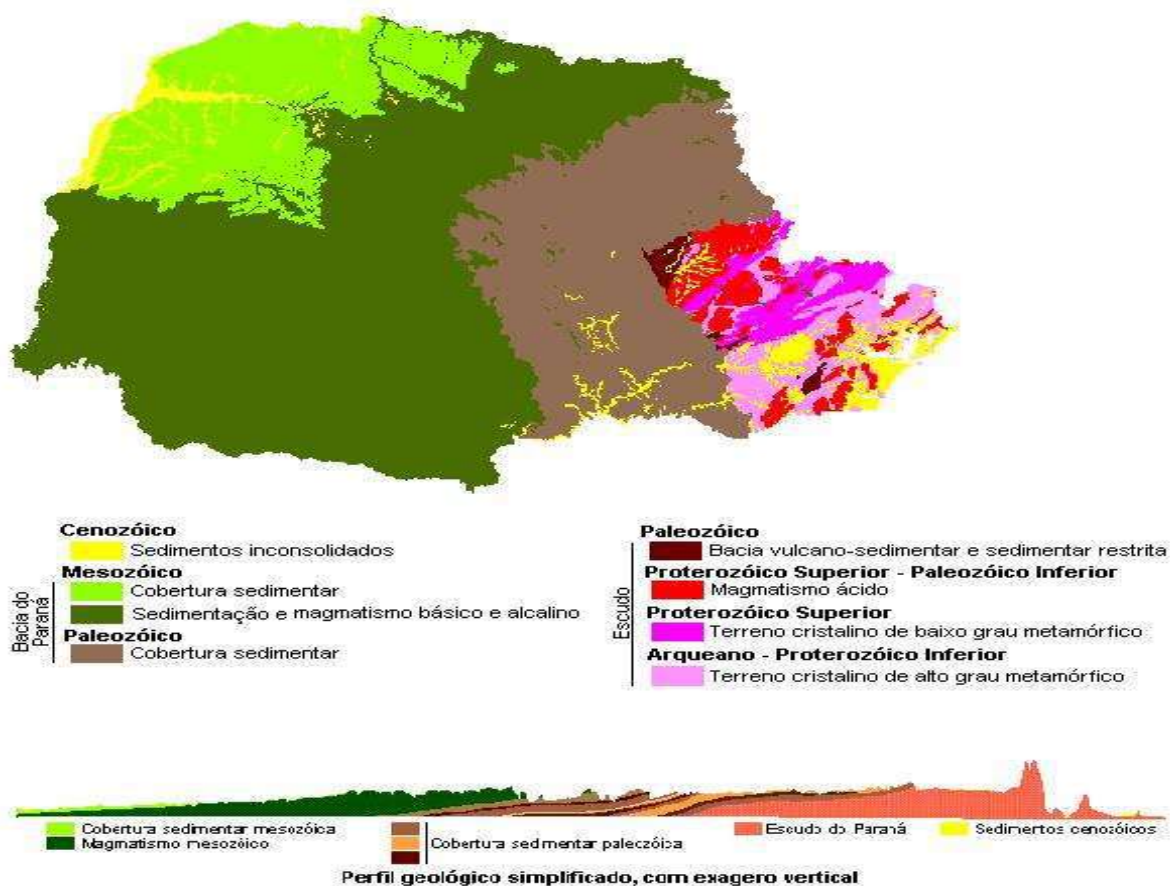 Cenozóico
Sedimentos inconsolidados
Mesozóico
Cobertura sedimentar
Sedimentação e magmatismo básico e alcalino
Paleozóico
Cobertura sedimentar
Bacia do
Paraná
Paleozóico
Bacia vulcano-sedimentar e sedimentar restrita
Proterozóico Superior - Paleozóico Inferior
Magmatismo ácido
Proterozóico Superior
Terreno cristalino de baixo grau metamórfico
Arqueano - Proterozóico Inferior
Terreno cristalino de alto grau metamórfico
Escudo
Cobertura sedimentar mesozóica
Magmatismo mesozóico
Cobertura sedimentar paleozóica
Escudo do Paraná
Sedimentos cenozóicos
Perfil geológico simplificado, com exagero vertical